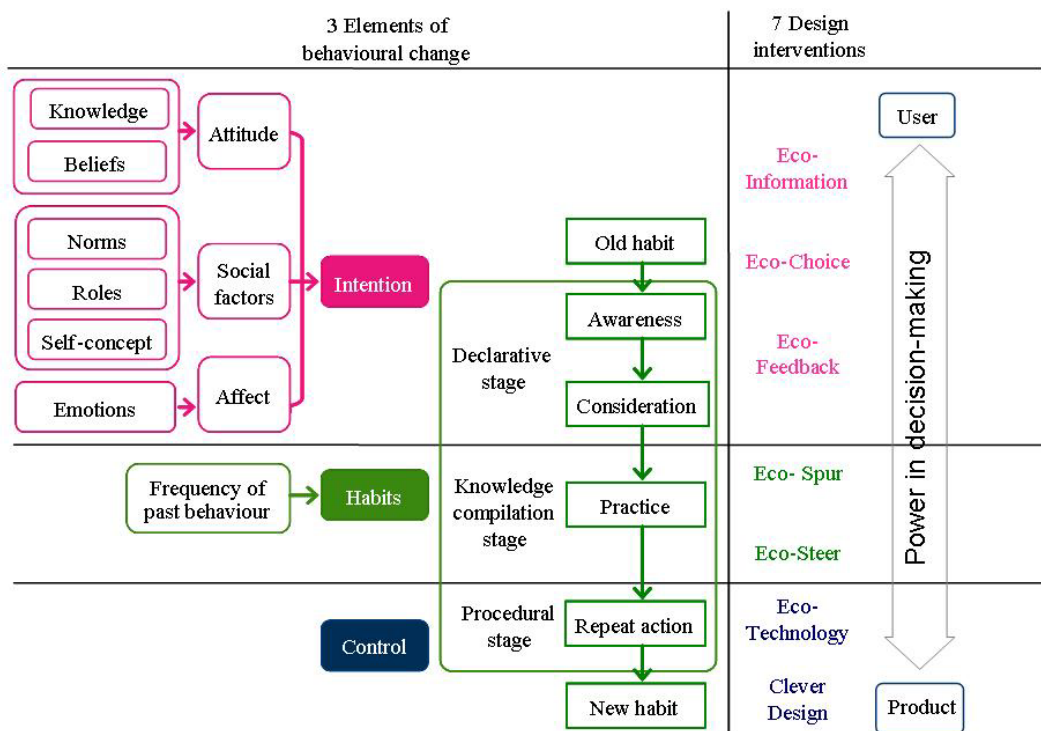 3 Elements of
behavioural change
7 Design
interventions
Knowledge
Beliefs
Attitude
Norms
Roles
Self-concept
Social
factors
Emotions
Affect
Intention
Old habit
Awareness
Declarative
stage
Consideration
Eco-
Information
Eco-Choice
Eco-
Feedback
User
Power in decision-making
Frequency of
past behaviour
Habits
Knowledge
compilation
stage
Practice
Eco- Spur
Eco-Steer
Control
Procedural
stage
Repeat action
New habit
Eco-
Technology
Clever
Design
Product